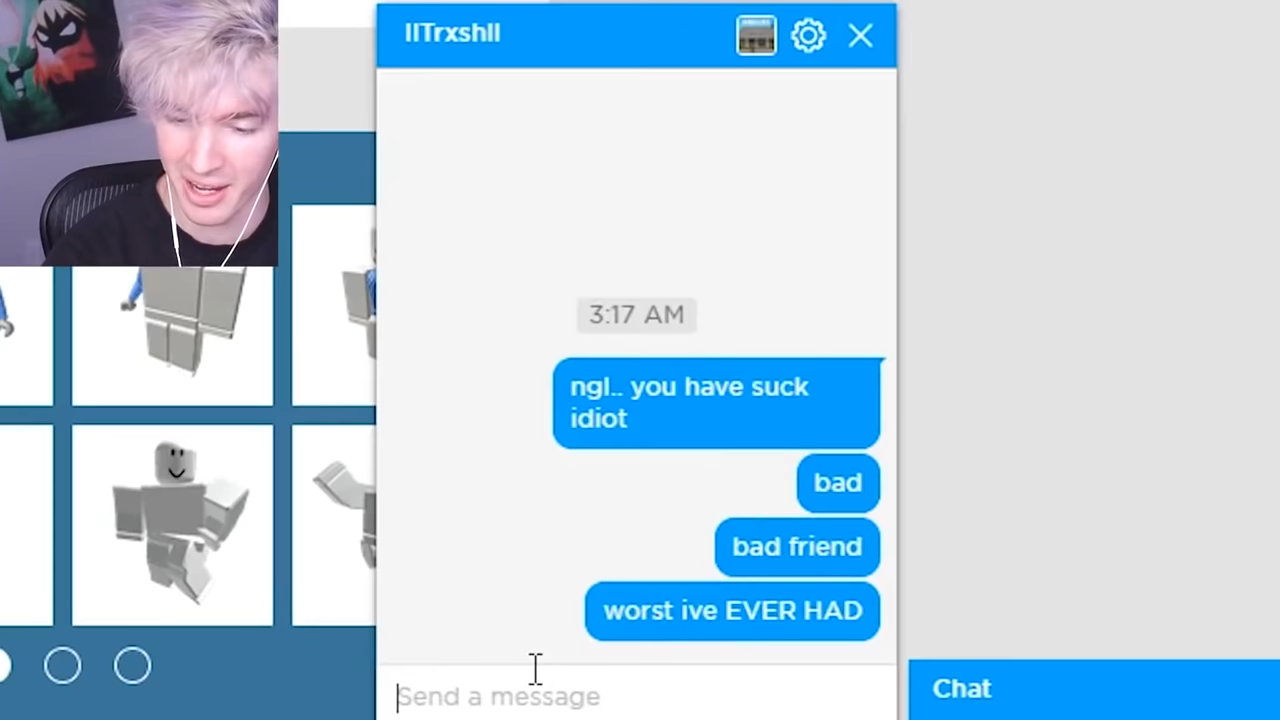 IITrxshII
3:17 AM
ngl.. you have suck
idiot
bad
bad friend
worst ive EVER HAD
Send a message
Chat